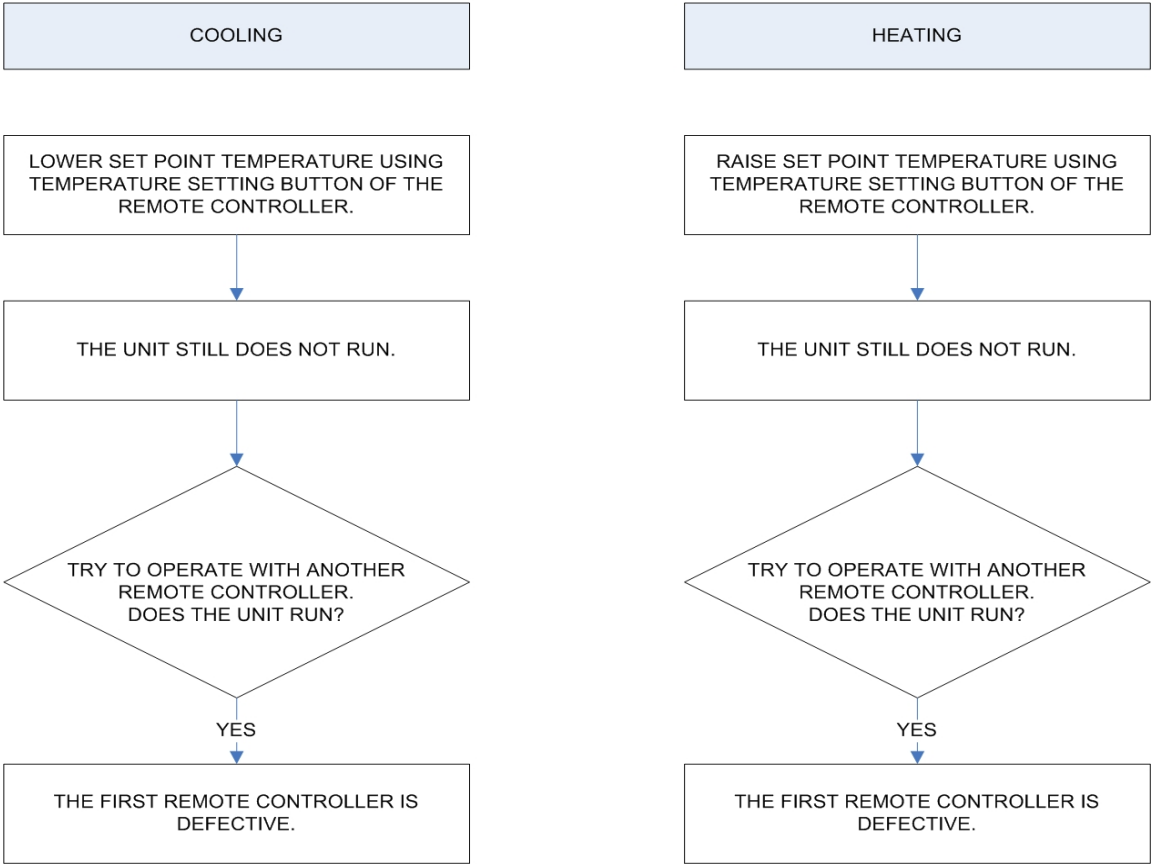 COOLING
LOWER SET POINT TEMPERATURE USING
TEMPERATURE SETTING BUTTON OF THE
REMOTE CONTROLLER.
THE UNIT STILL DOES NOT RUN.
TRY TO OPERATE WITH ANOTHER
REMOTE CONTROLLER.
DOES THE UNIT RUN?
YES
THE FIRST REMOTE CONTROLLER IS
DEFECTIVE.
HEATING
RAISE SET POINT TEMPERATURE USING
TEMPERATURE SETTING BUTTON OF THE
REMOTE CONTROLLER.
THE UNIT STILL DOES NOT RUN.
TRY TO OPERATE WITH ANOTHER
REMOTE CONTROLLER.
DOES THE UNIT RUN?
YES
THE FIRST REMOTE CONTROLLER IS
DEFECTIVE.